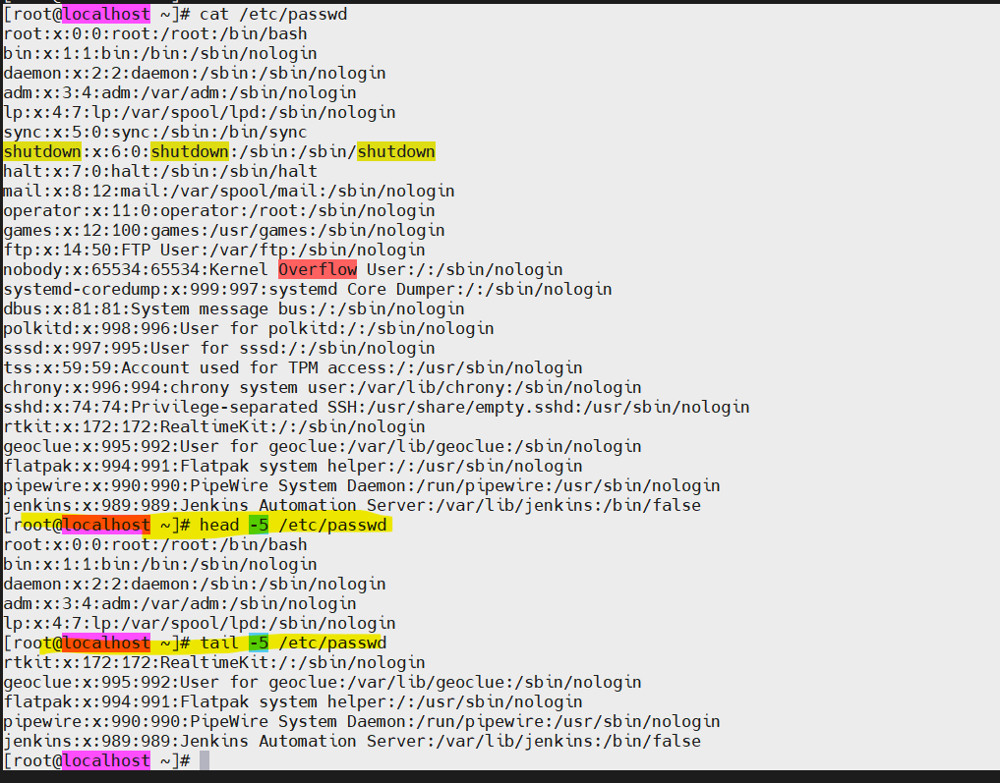 [root@localhost ~]# cat /etc/passwd
root:x:0:0:root:/root:/bin/bash
bin:x:1:1:bin:/bin:/sbin/nologin
daemon:x:2:2:daemon:/sbin:/sbin/nologin
adm:x:3:4:adm:/var/adm:/sbin/nologin
lp:x:4:7:lp:/var/spool/lpd:/sbin/nologin
sync:x:5:0:sync:/sbin:/bin/sync
shutdown:x:6:0:shutdown:/sbin:/sbin/shutdown
halt:x:7:0:halt:/sbin:/sbin/halt
mail:x:8:12:mail:/var/spool/mail:/sbin/nologin
operator:x:11:0:operator:/root:/sbin/nologin
games:x:12:100:games:/usr/games:/sbin/nologin
ftp:x:14:50:FTP User:/var/ftp:/sbin/nologin
nobody:x:65534:65534:Kernel Overflow User:/:/sbin/nologin
systemd-coredump:x:999:997:systemd Core Dumper:/:/sbin/nologin
dbus:x:81:81:System message bus:/:/sbin/nologin
polkitd:x:998:996:User for polkitd:/:/sbin/nologin
sssd:x:997:995:User for sssd:/:/sbin/nologin
tss:x:59:59:Account used for TPM access:/:/usr/sbin/nologin
chrony:x:996:994:chrony system user:/var/lib/chrony:/sbin/nologin
sshd:x:74:74:Privilege-separated SSH:/usr/share/empty.sshd:/usr/sbin/nologin
rtkit:x:172:172:RealtimeKit:/:/sbin/nologin
geoclue:x:995:992:User for geoclue:/var/lib/geoclue:/sbin/nologin
flatpak:x:994:991:Flatpak system helper:/:/usr/sbin/nologin
pipewire:x:990:990:PipeWire System Daemon:/run/pipewire:/usr/sbin/nologin
jenkins:x:989:989:Jenkins Automation Server:/var/lib/jenkins:/bin/false
[root@localhost ~]# head -5 /etc/passwd
root:x:0:0:root:/root:/bin/bash
bin:x:1:1:bin:/bin:/sbin/nologin
daemon:x:2:2:daemon:/sbin:/sbin/nologin
adm:x:3:4:adm:/var/adm:/sbin/nologin
lp:x:4:7:lp:/var/spool/lpd:/sbin/nologin
[root@localhost ~]# tail -5 /etc/passwd
rtkit:x:172:172:RealtimeKit:/:/sbin/nologin
geoclue:x:995:992:User for geoclue:/var/lib/geoclue:/sbin/nologin
flatpak:x:994:991:Flatpak system helper:/:/usr/sbin/nologin
pipewire:x:990:990:PipeWire System Daemon:/run/pipewire:/usr/sbin/nologin
jenkins:x:989:989:Jenkins Automation Server:/var/lib/jenkins:/bin/false
[root@localhost ~]#